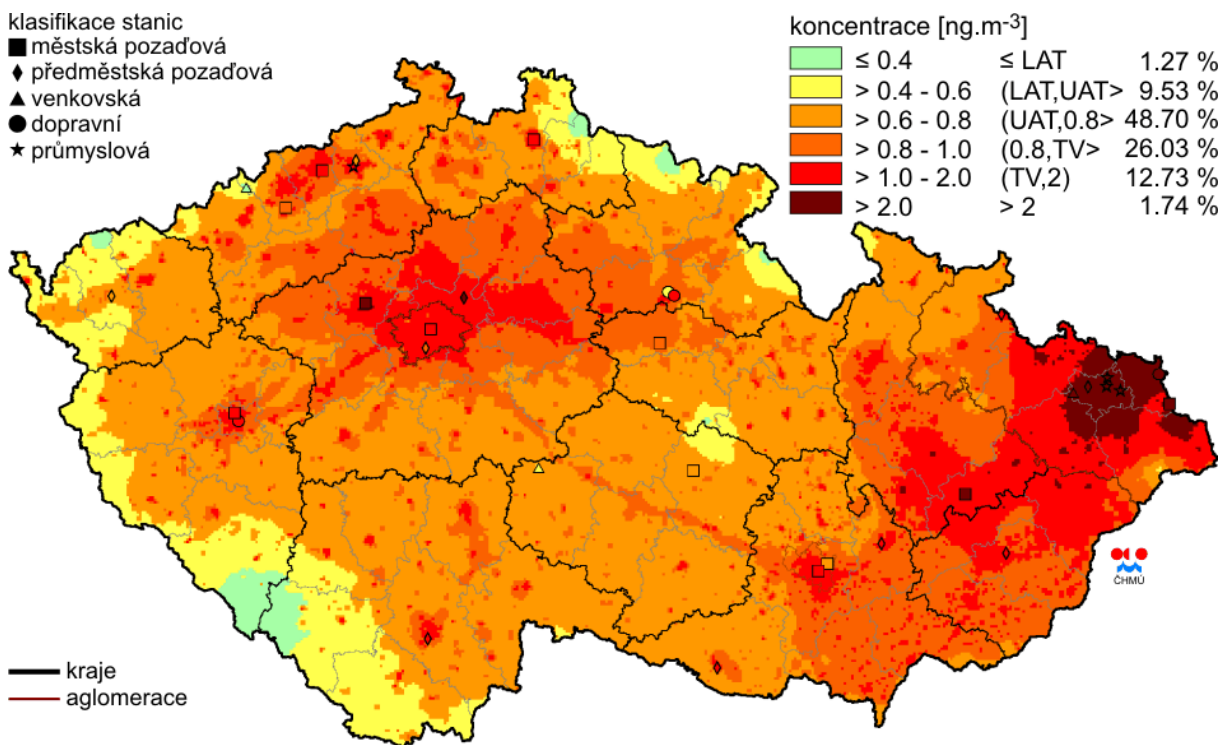 klasifikace stanic
městská pozaďová
předměstská pozaďová
venkovská
dopravní
průmyslová
koncentrace [ng.m-3]
≤ 0.4 ≤ LAT 1.27 %
> 0.4 - 0.6 (LAT,UAT> 9.53 %
> 0.6 - 0.8 (UAT,0.8> 48.70 %
> 0.8 - 1.0 (0.8,TV> 26.03 %
> 1.0 - 2.0 (TV,2) 12.73 %
> 2.0 > 2 1.74 %
ČHMÚ
kraje
aglomerace